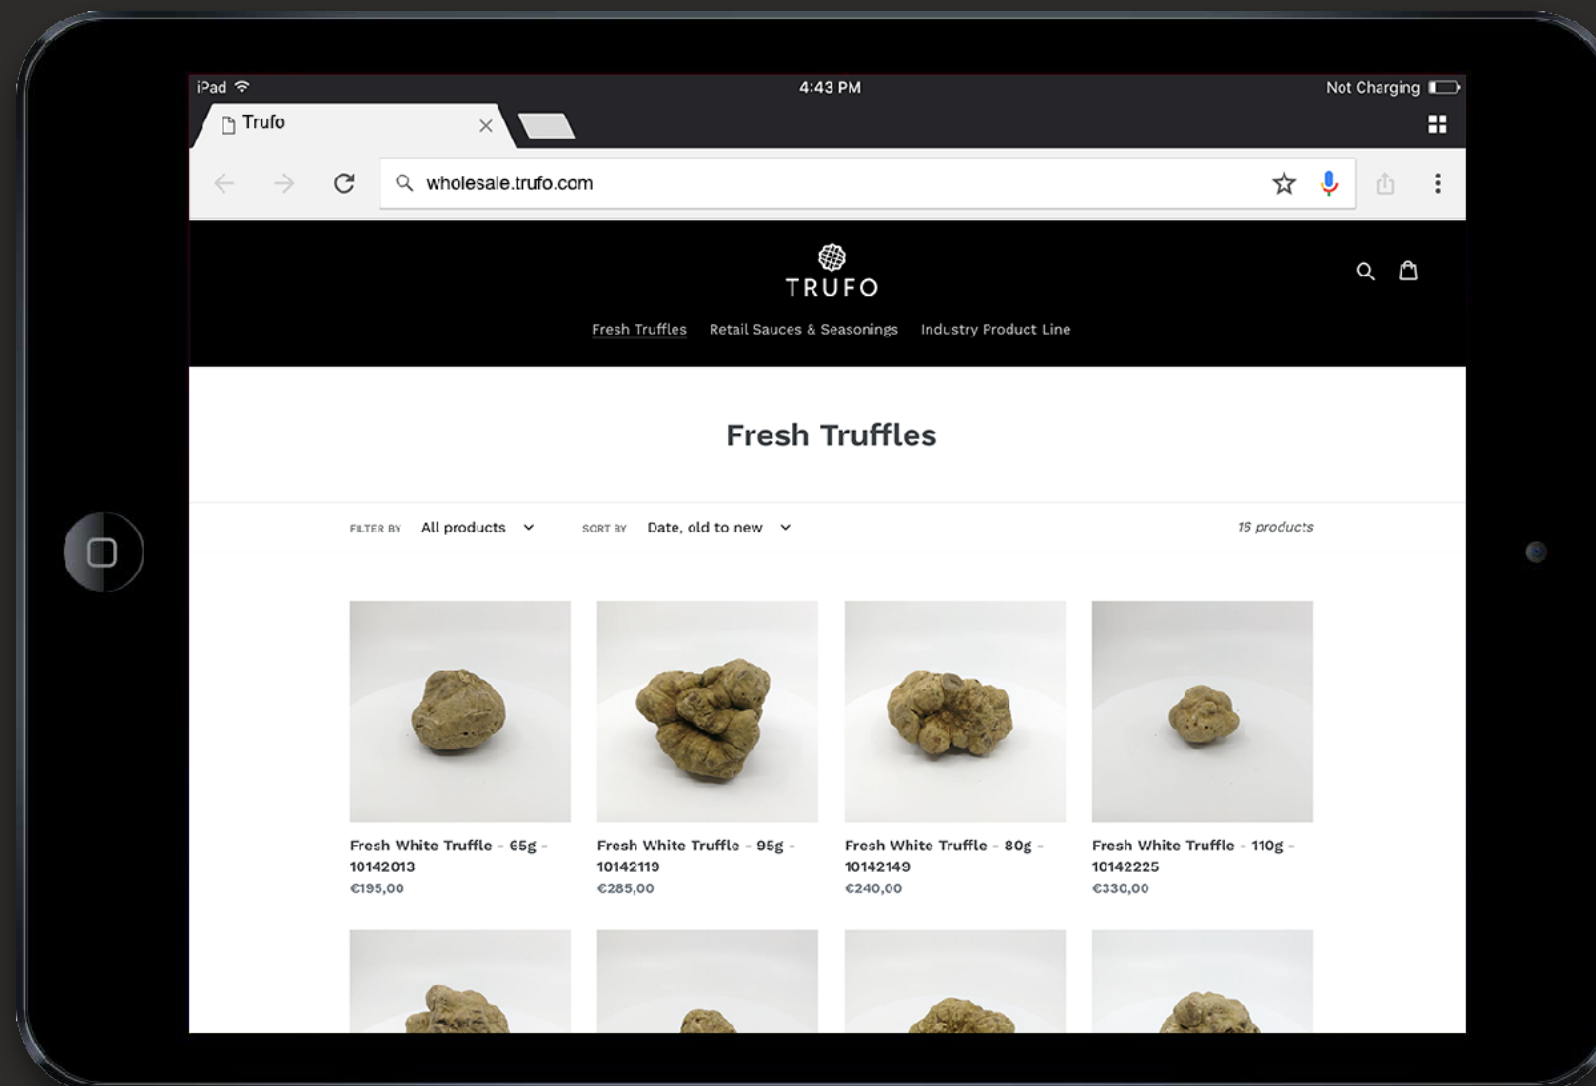 iPad
4:43 PM
Not Charging
Trufo
wholesale.trufo.com
TRUFO
Fresh Truffles Retail Sauces & Seasonings Industry Product Line
Fresh Truffles
FILTER BY All products SORT BY Date, old to new 16 products
Fresh White Truffle - 65g -
10142013
€195,00
Fresh White Truffle - 95g -
10142119
€285,00
Fresh White Truffle - 80g -
10142149
€240,00
Fresh White Truffle - 110g -
10142225
€330,00